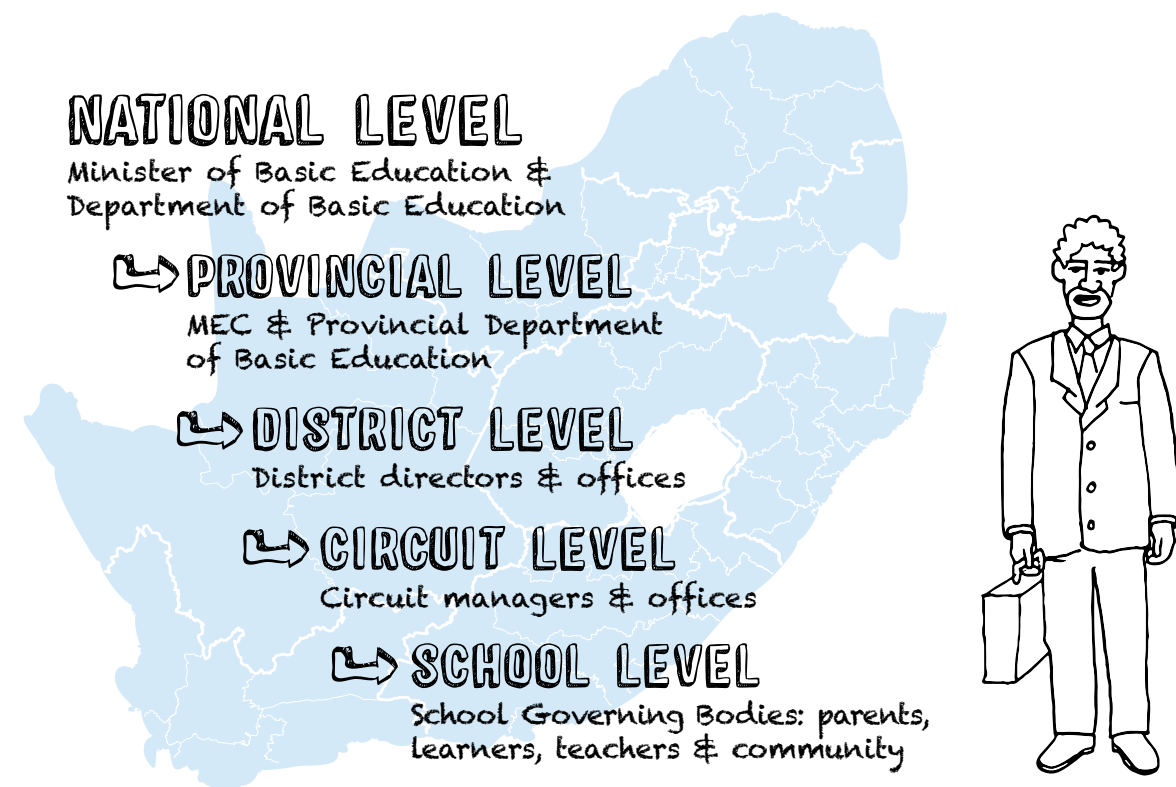 NATIONAL LEVEL
Minister of Basic Education &
Department of Basic Education
PROVINCIAL LEVEL
MEC & Provincial Department
of Basic Education
DISTRICT LEVEL
District directors & offices
CIRCUIT LEVEL
Circuit managers & offices
SCHOOL LEVEL
School Governing Bodies: parents,
learners, teachers & community